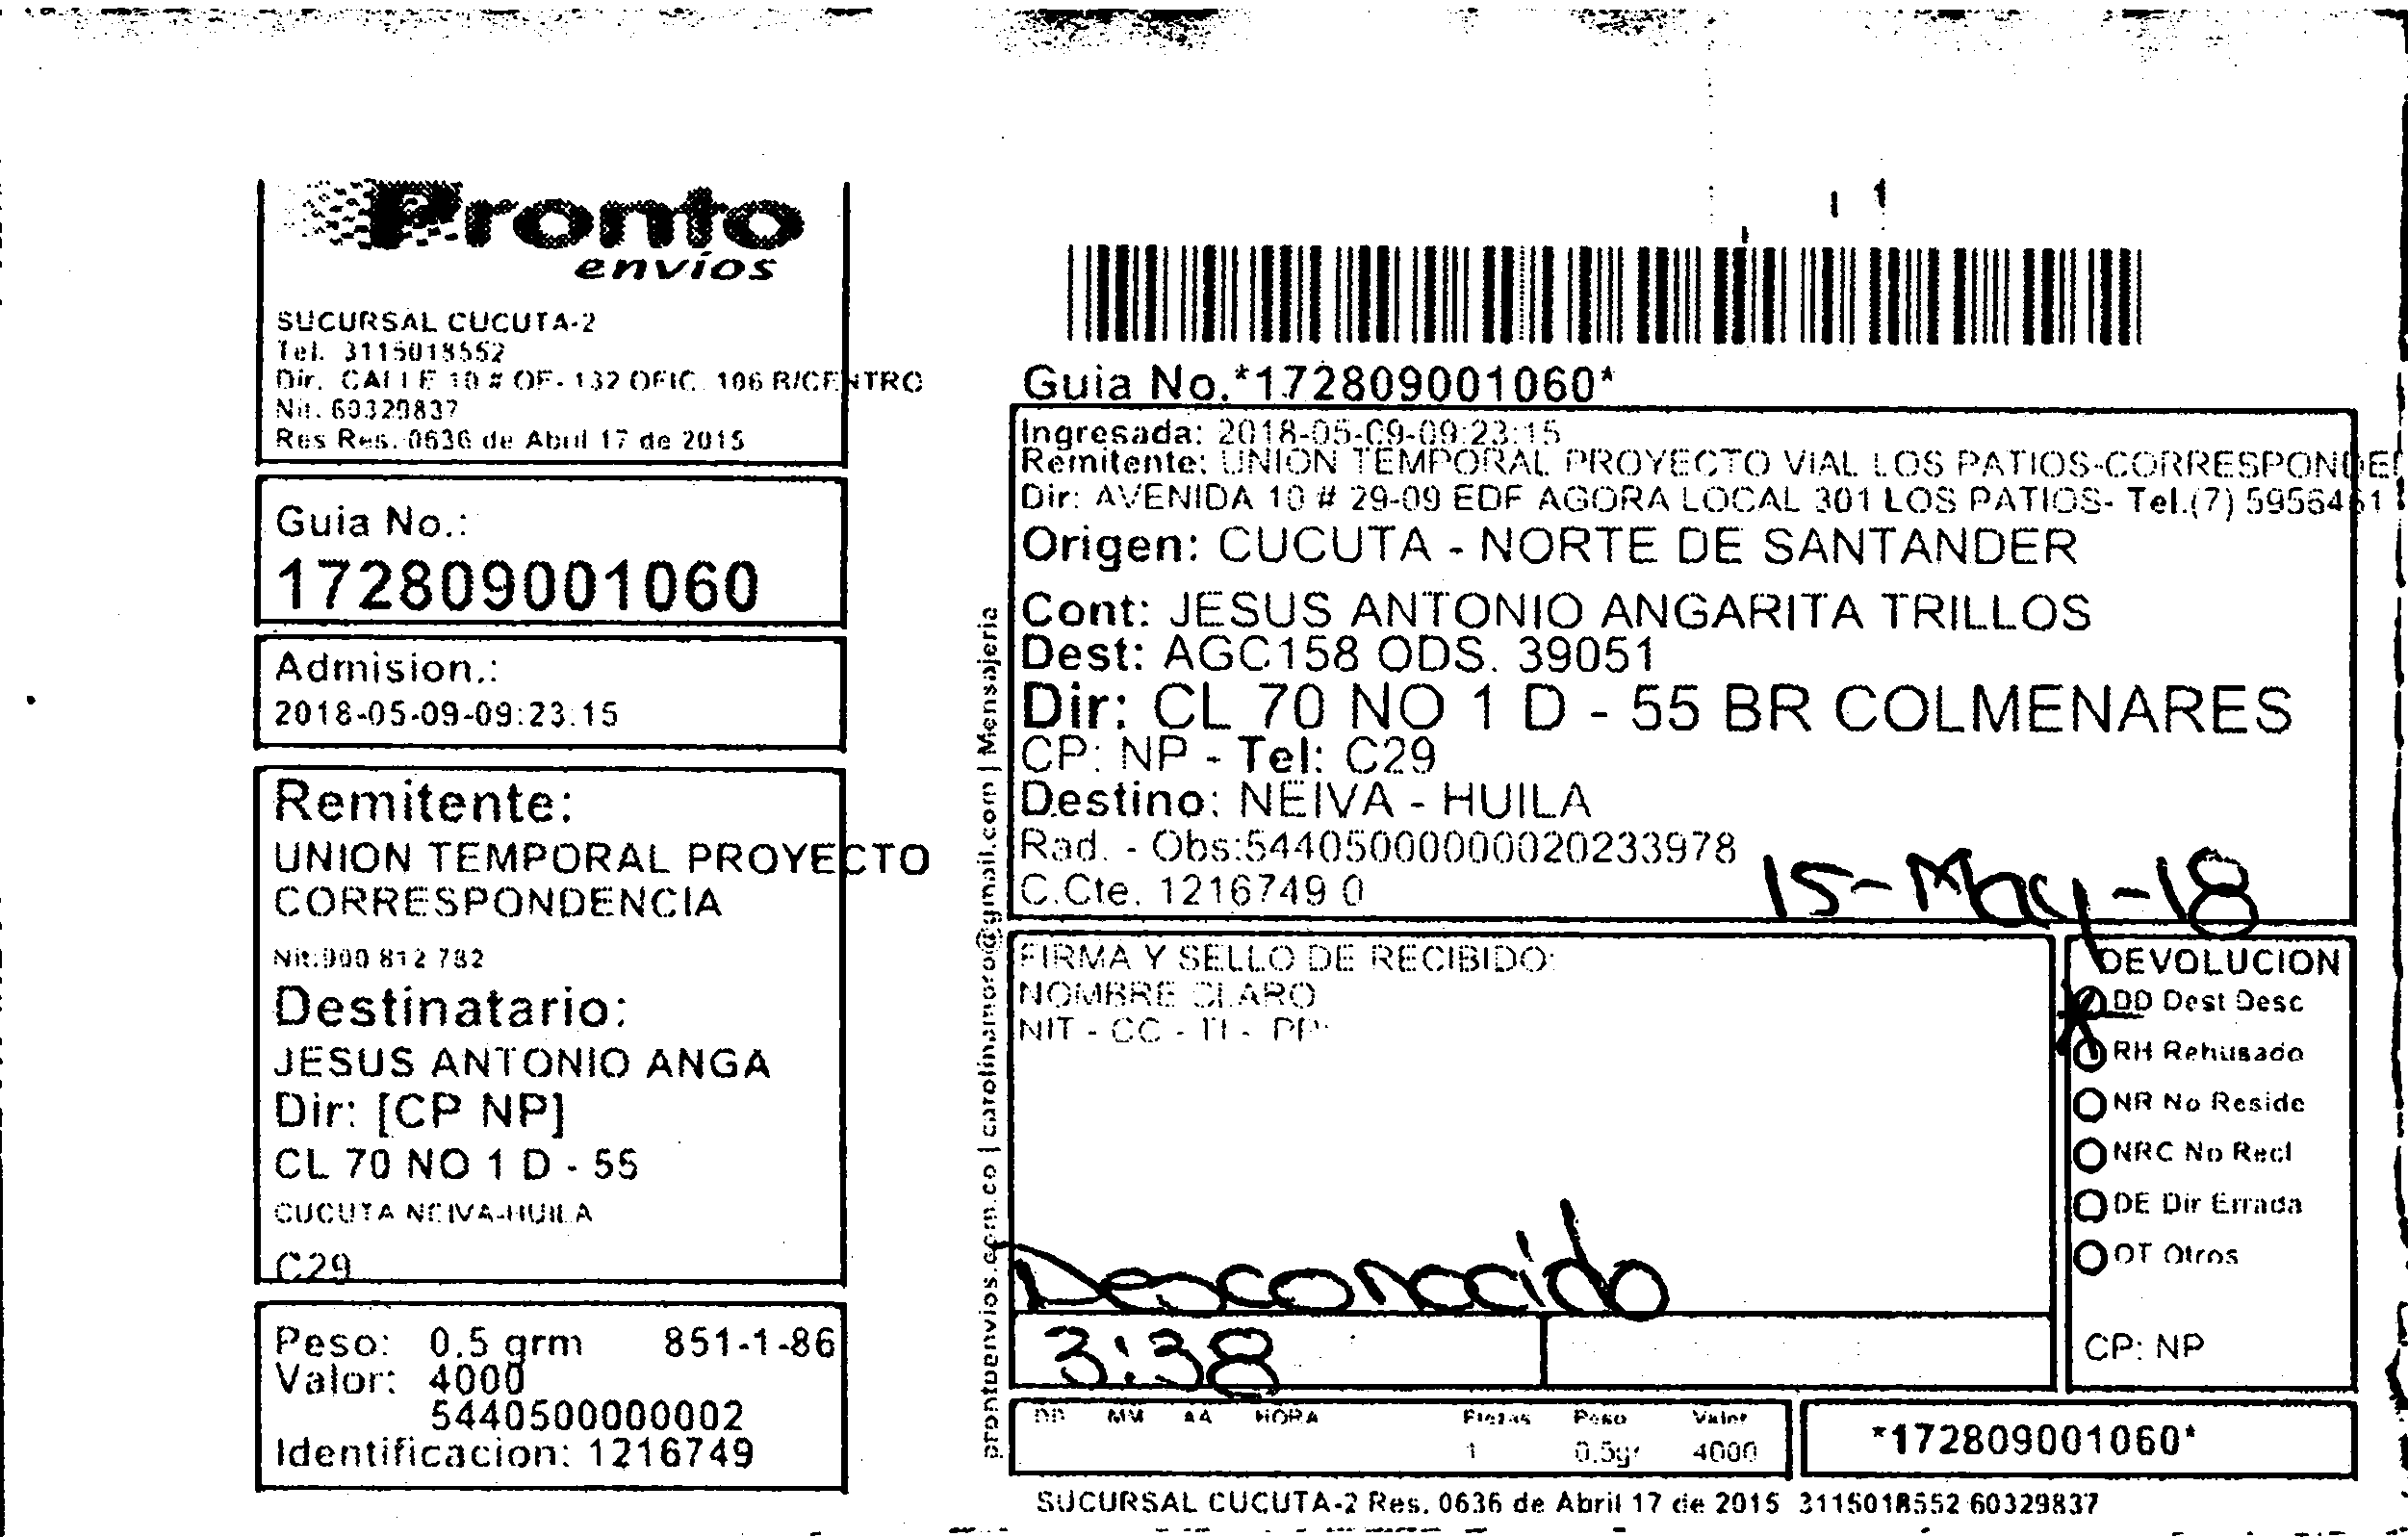 Pronto
envíos
SUCURSAL CUCUTA-2
Tel. 3115018552
Dir. CALLE 10 # OF- 132 OFIC. 106 B/CENTRO
Nit. 60329837
Res Res. 0636 de Abril 17 de 2015
Guia No.:
172809001060
Admision.:
2018-05-09-09:23:15
Remitente:
UNION TEMPORAL PROYECTO
CORRESPONDENCIA
Nit:900 812 782
Destinatario:
JESUS ANTONIO ANGA
Dir: [CP NP]
CL 70 NO 1 D - 55
CUCUTA NEIVA-HUILA
C29
Peso: 0.5 grm 851-1-86
Valor: 4000
5440500000002
Identificacion: 1216749
prontoenvios.com.co | carolinamoro@gmail.com | Mensajeria
Guia No.*172809001060*
Ingresada: 2018-05-09-09:23:15
Remitente: UNION TEMPORAL PROYECTO VIAL LOS PATIOS-CORRESPONDE
Dir: AVENIDA 10 # 29-09 EDF AGORA LOCAL 301 LOS PATIOS- Tel.(7) 5956461
Origen: CUCUTA - NORTE DE SANTANDER
Cont: JESUS ANTONIO ANGARITA TRILLOS
Dest: AGC158 ODS. 39051
Dir: CL 70 NO 1 D - 55 BR COLMENARES
CP: NP - Tel: C29
Destino: NEIVA - HUILA
Rad. - Obs:544050000000020233978
C.Cte. 1216749 0
15-May-18
FIRMA Y SELLO DE RECIBIDO:
NOMBRE CLARO
NIT - CC - TI - PP:
Desconocido
3:38
DEVOLUCION
DD Dest Desc
RH Rehusado
NR No Reside
NRC No Recl
DE Dir Errada
OT Otros
CP: NP
DD MM AA HORA Piezas Peso Valor
1 0.5gr 4000
*172809001060*
SUCURSAL CUCUTA-2 Res. 0636 de Abril 17 de 2015 3115018552 60329837